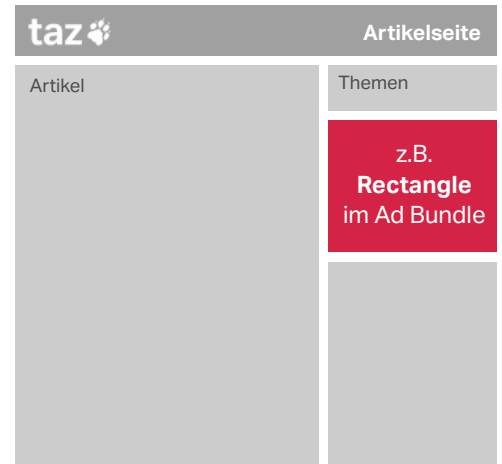 taz
Artikelseite
Artikel
Themen
z.B.
Rectangle
im Ad Bundle